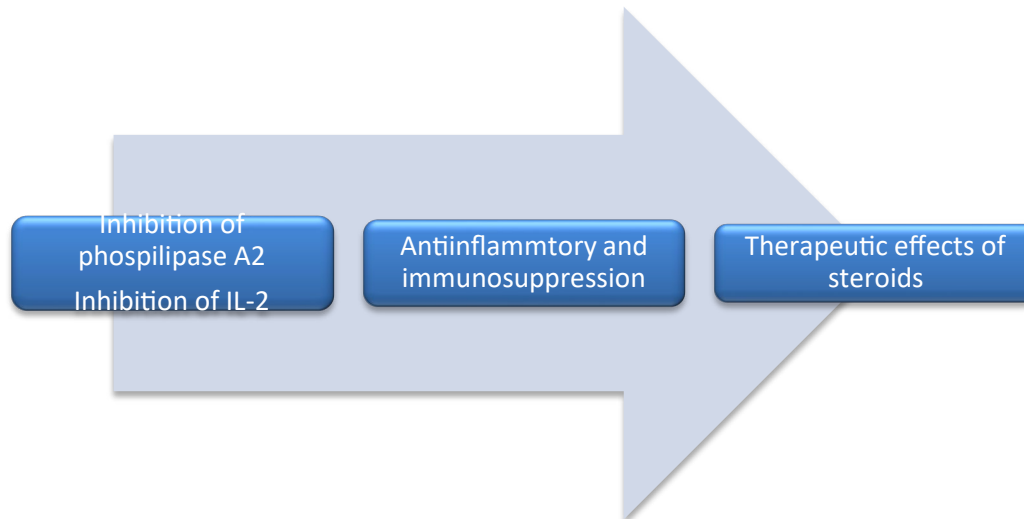 Inhibition of
phospilipase A2
Inhibition of IL-2
Antiinflammtory and
immunosuppression
Therapeutic effects of
steroids